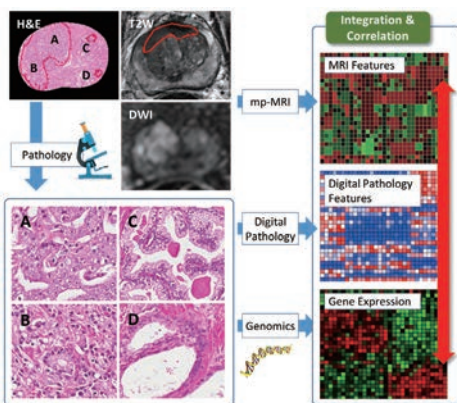 H&E
A
C
B
D
T2W
DWI
Pathology
mp-MRI
Digital
Pathology
Genomics
A
C
B
D
Integration &
Correlation
MRI Features
Digital Pathology
Features
Gene Expression